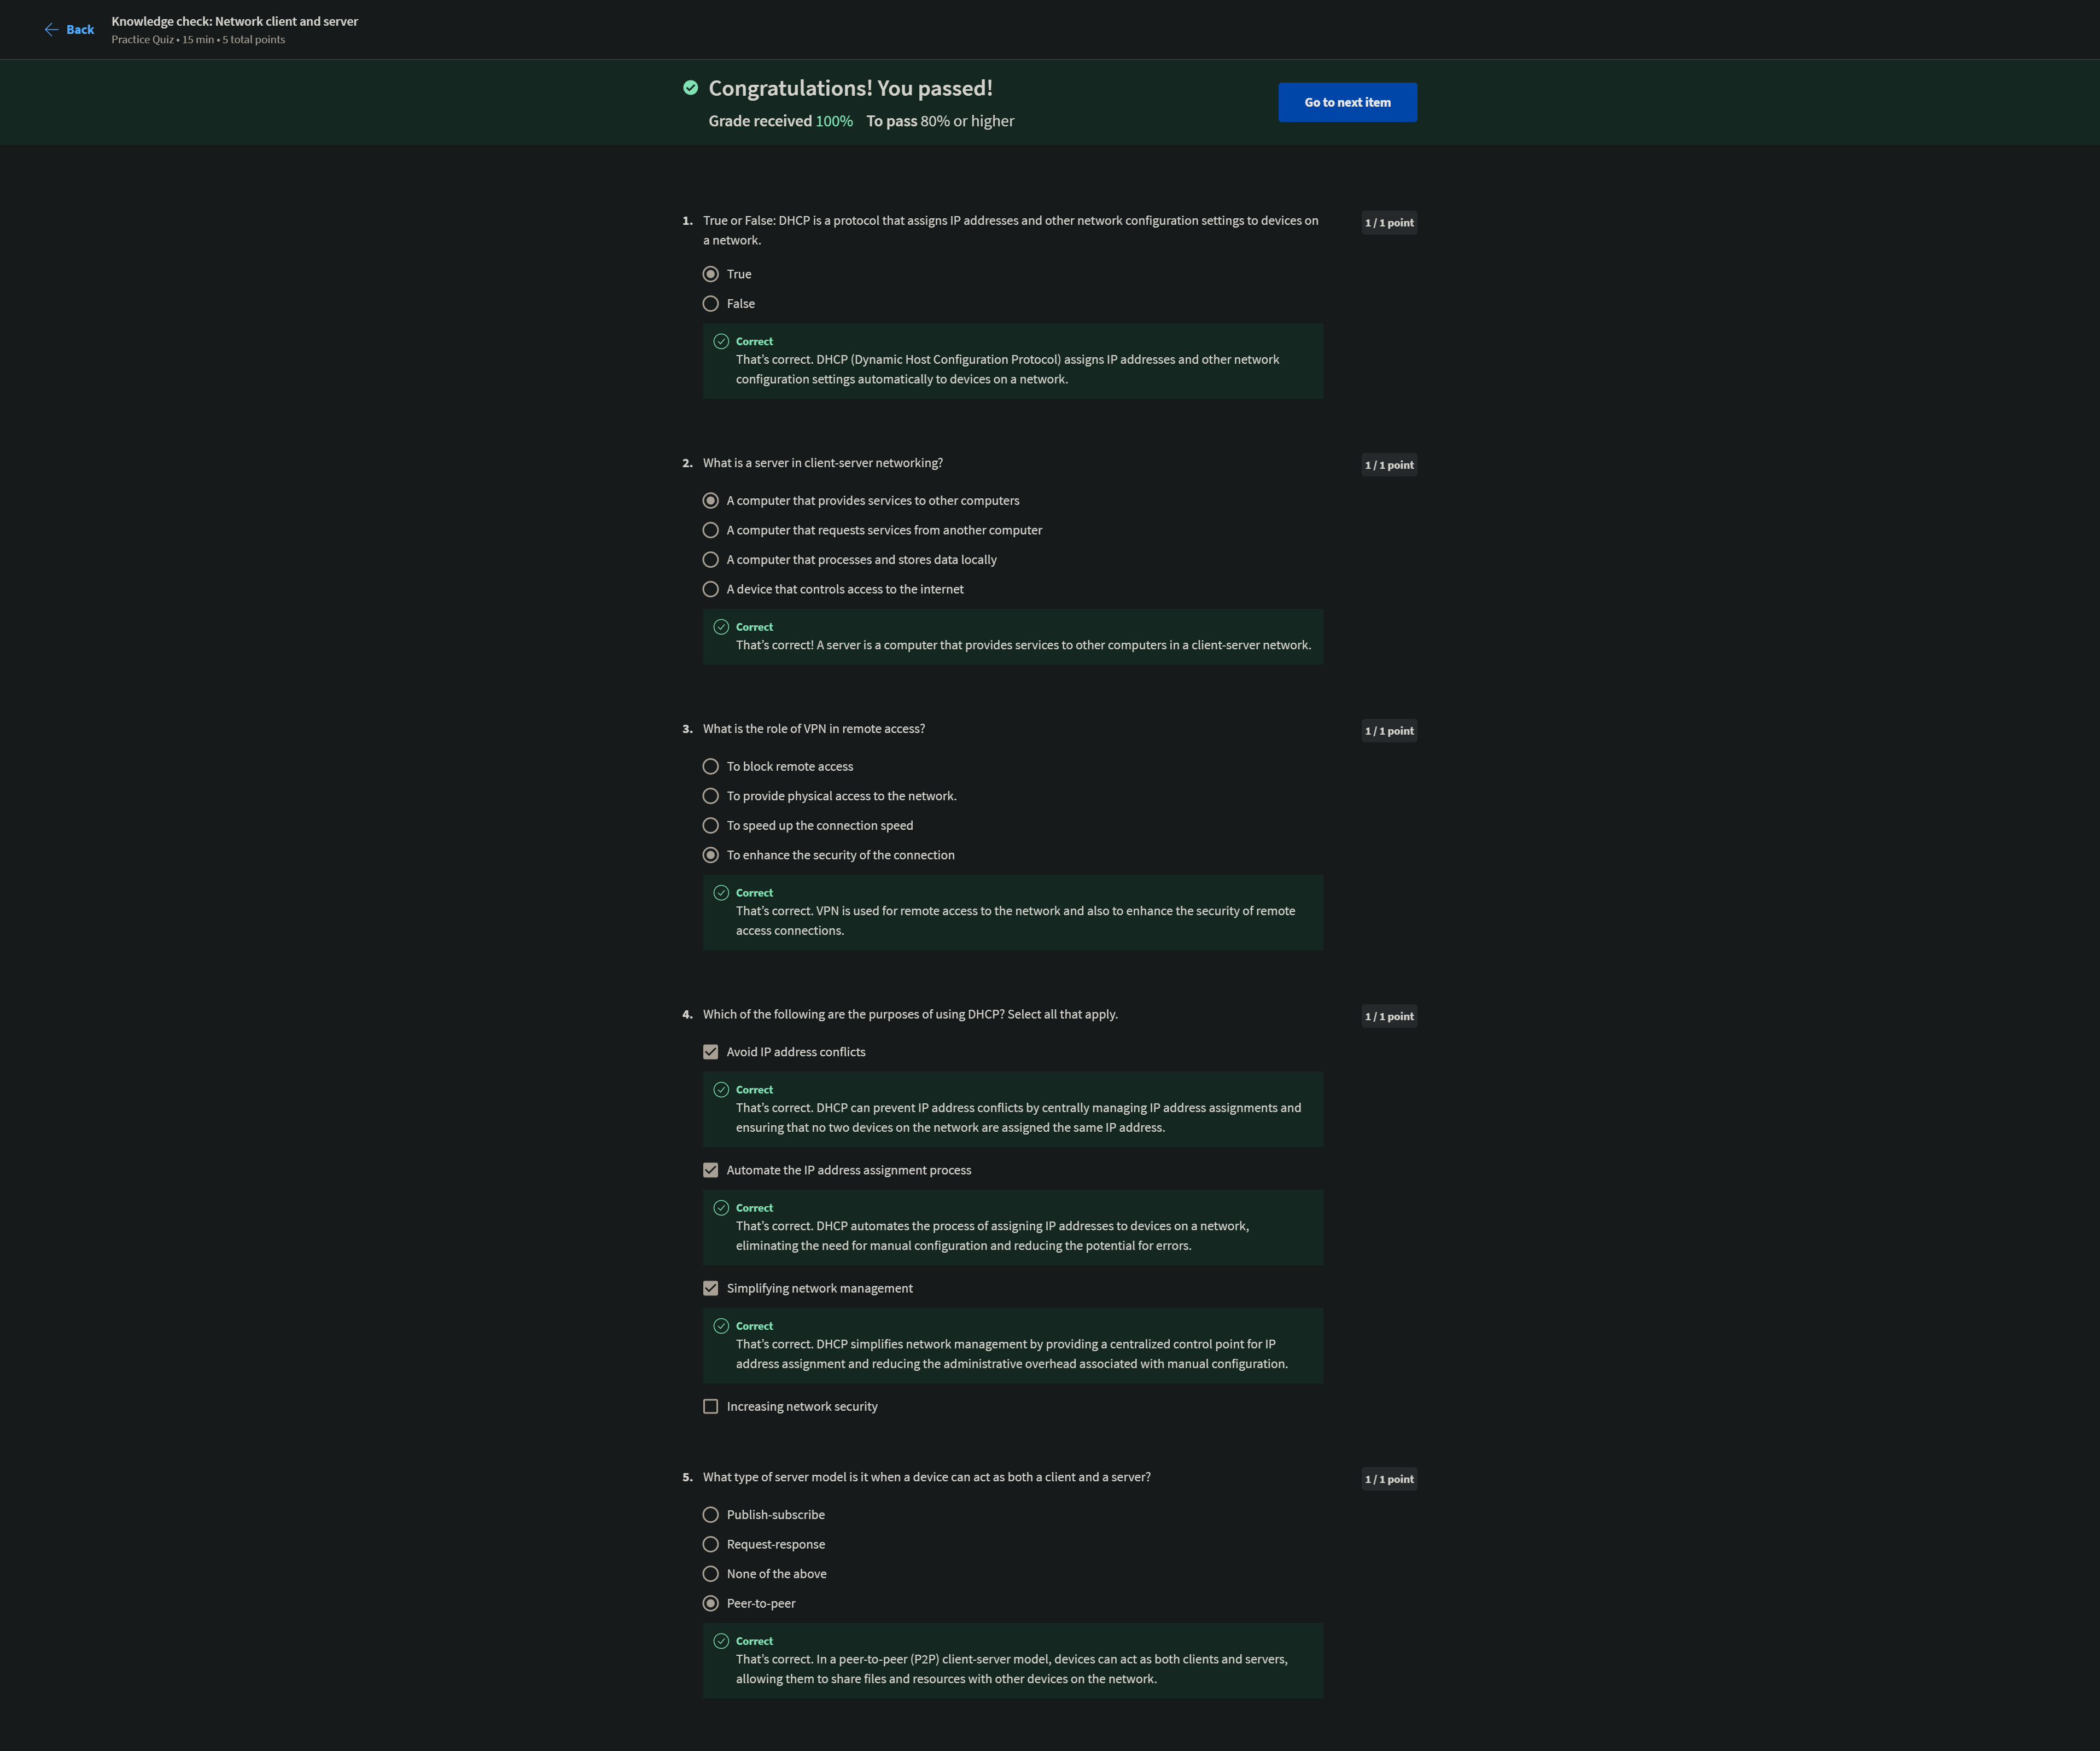 Back
Knowledge check: Network client and server
Practice Quiz • 15 min • 5 total points
Congratulations! You passed!
Grade received 100% To pass 80% or higher
Go to next item
1. True or False: DHCP is a protocol that assigns IP addresses and other network configuration settings to devices on
a network.
1 / 1 point
True
False
Correct
That's correct. DHCP (Dynamic Host Configuration Protocol) assigns IP addresses and other network
configuration settings automatically to devices on a network.
2. What is a server in client-server networking?
1 / 1 point
A computer that provides services to other computers
A computer that requests services from another computer
A computer that processes and stores data locally
A device that controls access to the internet
Correct
That's correct! A server is a computer that provides services to other computers in a client-server network.
3. What is the role of VPN in remote access?
1 / 1 point
To block remote access
To provide physical access to the network.
To speed up the connection speed
To enhance the security of the connection
Correct
That's correct. VPN is used for remote access to the network and also to enhance the security of remote
access connections.
4. Which of the following are the purposes of using DHCP? Select all that apply.
1 / 1 point
Avoid IP address conflicts
Correct
That's correct. DHCP can prevent IP address conflicts by centrally managing IP address assignments and
ensuring that no two devices on the network are assigned the same IP address.
Automate the IP address assignment process
Correct
That's correct. DHCP automates the process of assigning IP addresses to devices on a network,
eliminating the need for manual configuration and reducing the potential for errors.
Simplifying network management
Correct
That's correct. DHCP simplifies network management by providing a centralized control point for IP
address assignment and reducing the administrative overhead associated with manual configuration.
Increasing network security
5. What type of server model is it when a device can act as both a client and a server?
1 / 1 point
Publish-subscribe
Request-response
None of the above
Peer-to-peer
Correct
That's correct. In a peer-to-peer (P2P) client-server model, devices can act as both clients and servers,
allowing them to share files and resources with other devices on the network.